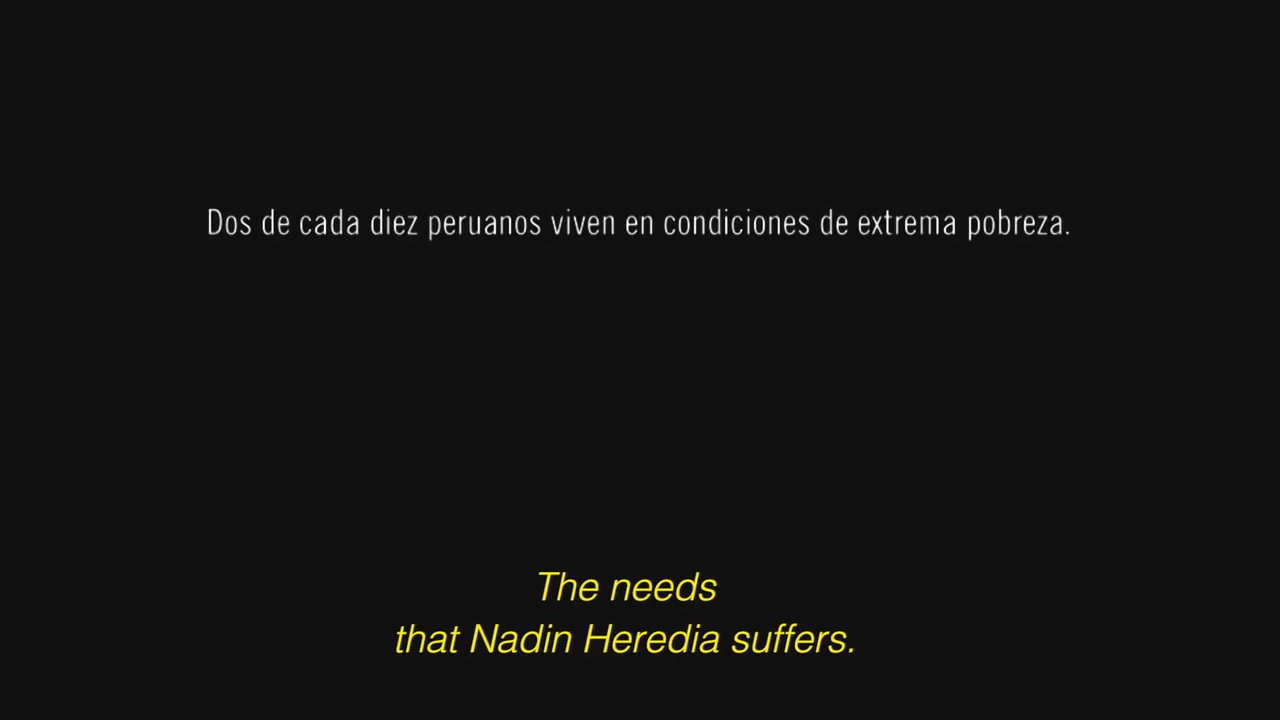 Dos de cada diez peruanos viven en condiciones de extrema pobreza.
The needs
that Nadin Heredia suffers.